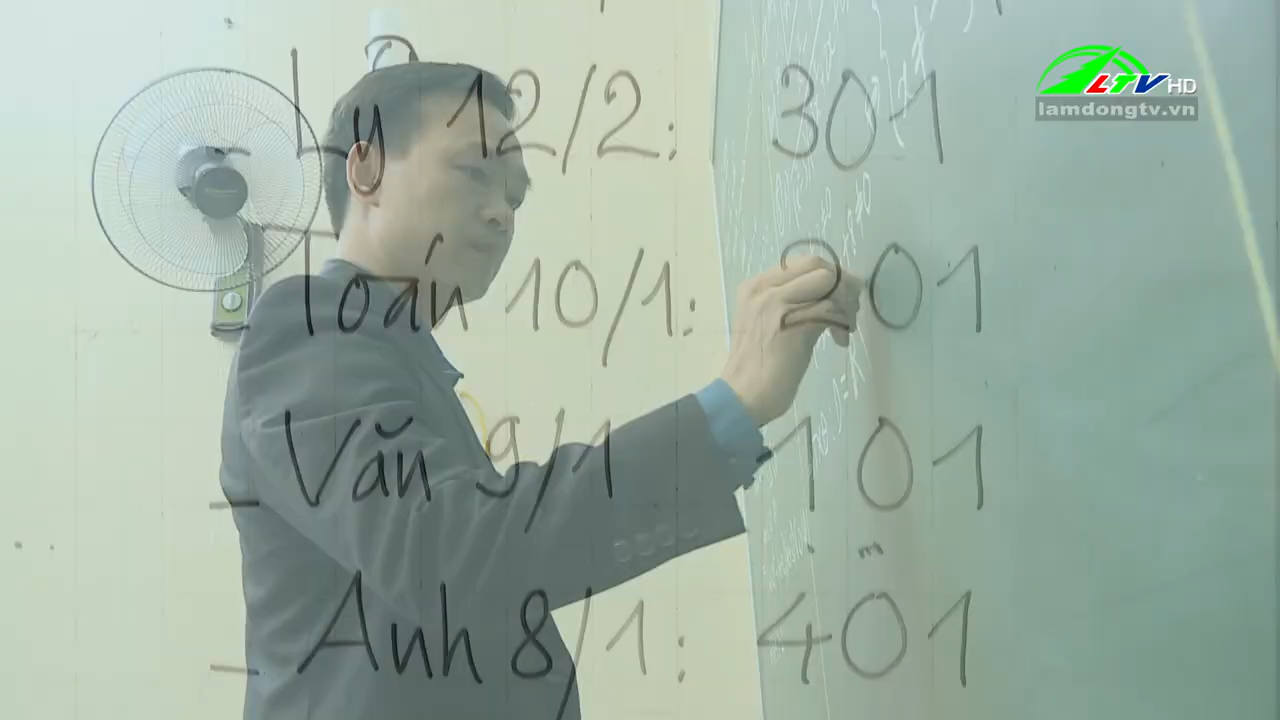 LTV HD
lamdongtv.vn
- Lý 12/2: 301
- Toán 10/1: 201
- Văn 9/1 101
- Anh 8/1: 401